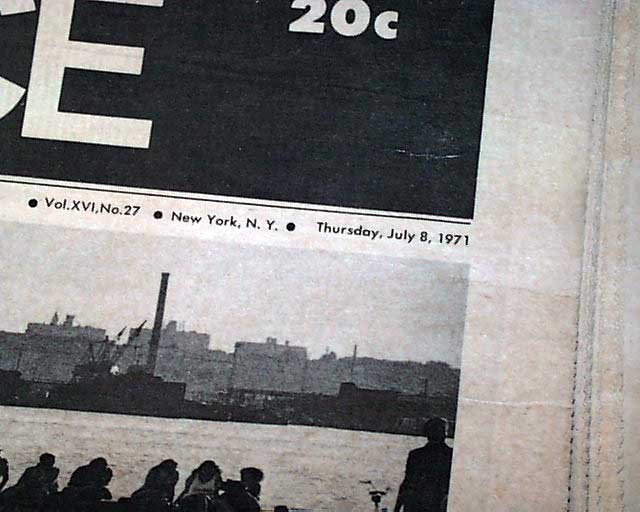 20c
CE
● Vol.XVI,No.27 ● New York, N. Y. ● Thursday, July 8, 1971